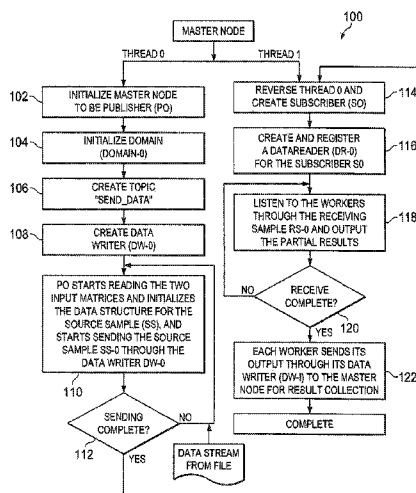 100
MASTER NODE
THREAD 0
THREAD 1
102
INITIALIZE MASTER NODE
TO BE PUBLISHER (PO)
104
INITIALIZE DOMAIN
(DOMAIN-0)
106
CREATE TOPIC
"SEND_DATA"
108
CREATE DATA
WRITER (DW-0)
PO STARTS READING THE TWO
INPUT MATRICES AND INITIALIZES
THE DATA STRUCTURE FOR THE
SOURCE SAMPLE (SS), AND
STARTS SENDING THE SOURCE
SAMPLE SS-0 THROUGH THE
DATA WRITER DW-0
110
SENDING
COMPLETE?
NO
112
YES
DATA STREAM
FROM FILE
REVERSE THREAD 0 AND
CREATE SUBSCRIBER (SO)
114
CREATE AND REGISTER
A DATAREADER (DR-0)
FOR THE SUBSCRIBER S0
116
LISTEN TO THE WORKERS
THROUGH THE RECEIVING
SAMPLE RS-0 AND OUTPUT
THE PARTIAL RESULTS
118
NO
RECEIVE
COMPLETE?
120
YES
EACH WORKER SENDS ITS
OUTPUT THROUGH ITS DATA
WRITER (DW-I) TO THE MASTER
NODE FOR RESULT COLLECTION
122
COMPLETE